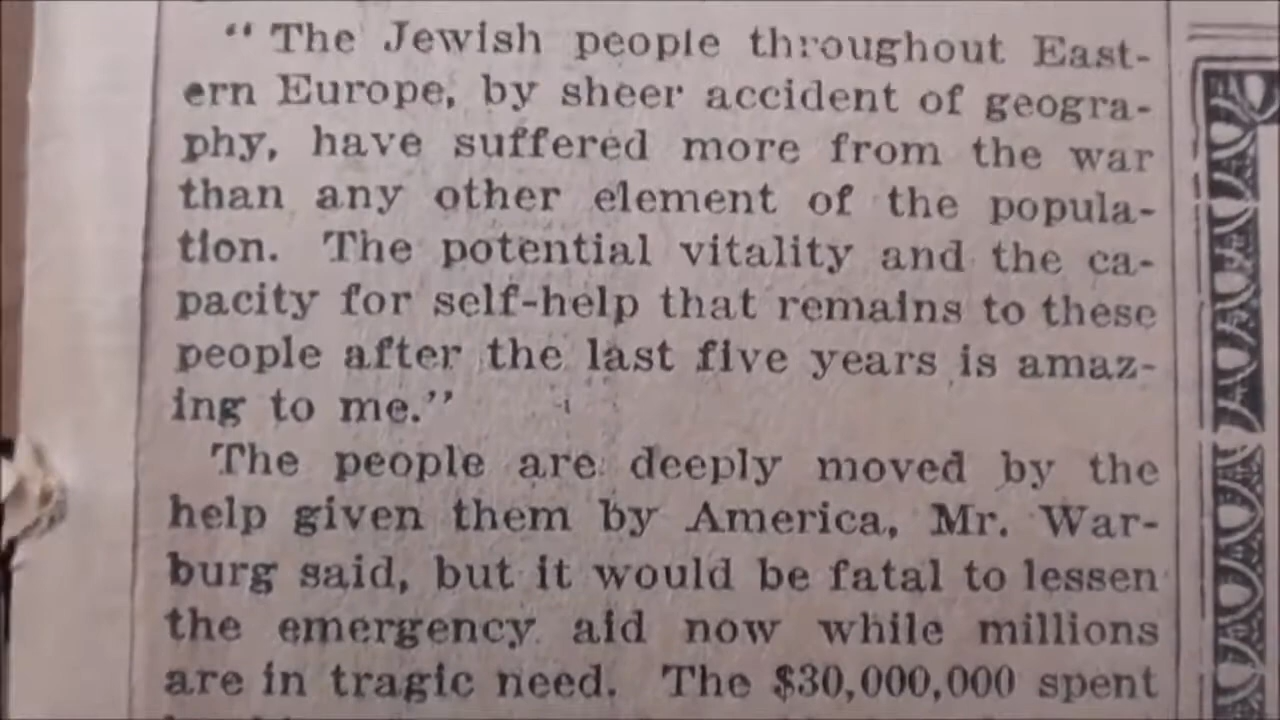 “ The Jewish people throughout East-
ern Europe, by sheer accident of geogra-
phy, have suffered more from the war
than any other element of the popula-
tion. The potential vitality and the ca-
pacity for self-help that remains to these
people after the last five years is amaz-
ing to me.”
The people are deeply moved by the
help given them by America, Mr. War-
burg said, but it would be fatal to lessen
the emergency aid now while millions
are in tragic need. The $30,000,000 spent